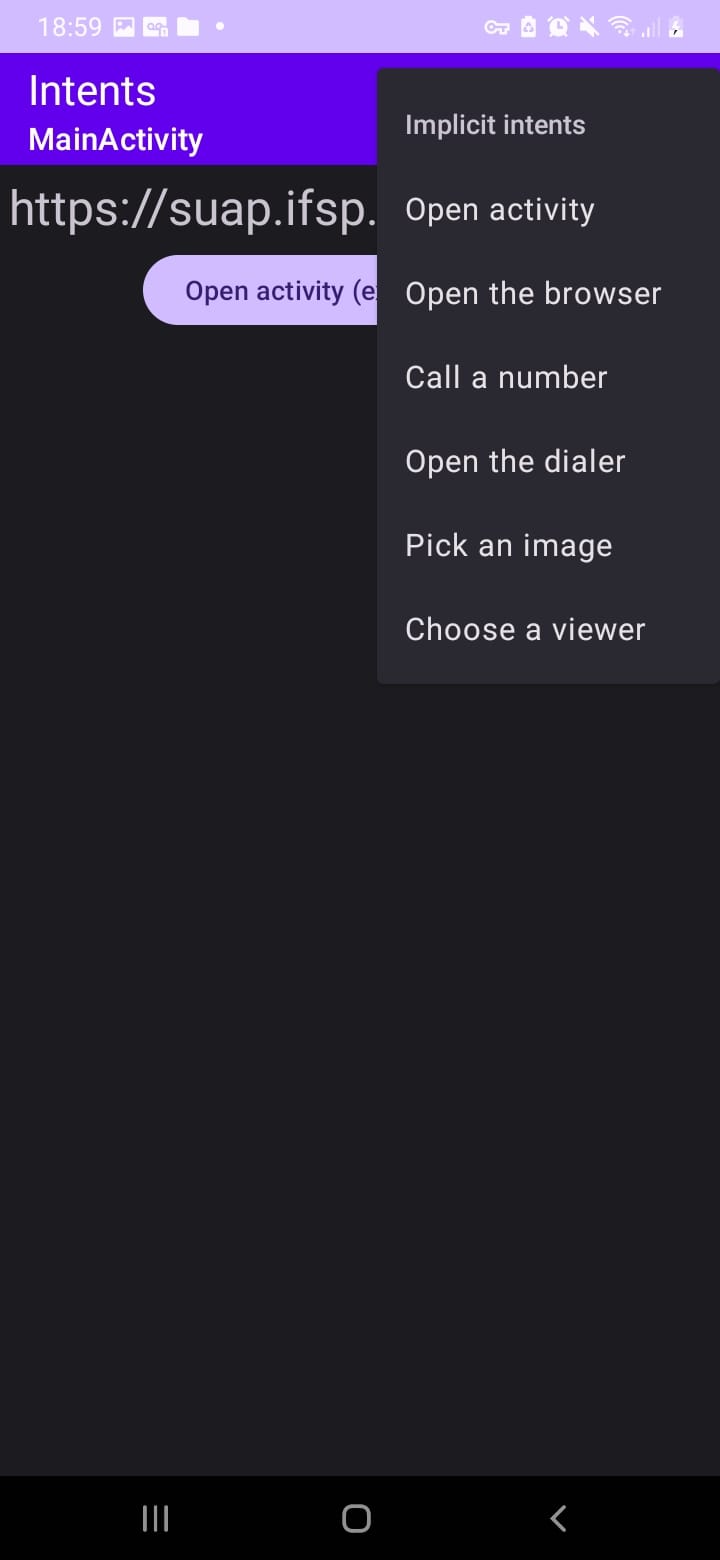 18:59
Intents
MainActivity
https://suap.ifsp.
Open activity (e
Implicit intents
Open activity
Open the browser
Call a number
Open the dialer
Pick an image
Choose a viewer